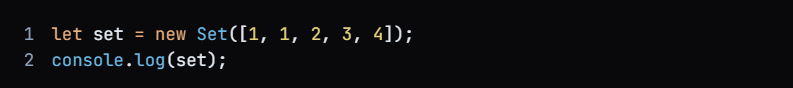 1 let set = new Set([1, 1, 2, 3, 4]);
2 console.log(set);